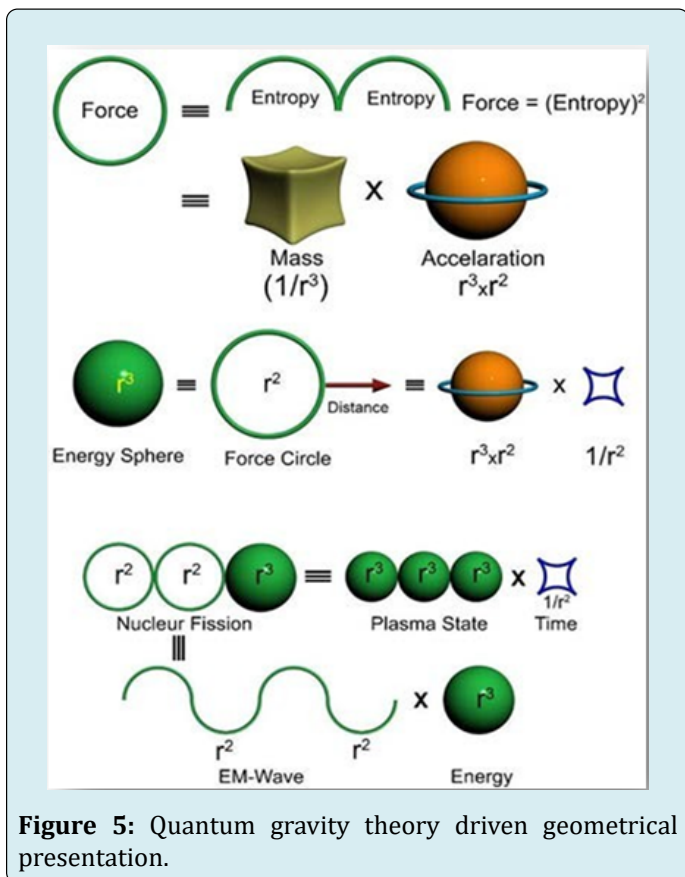 Force ≡ Entropy Entropy Force = (Entropy)²
≡ Mass X Accelaration
(1/r³) r³xr²
r³ ≡ r² Distance ≡ x
Energy Sphere Force Circle r³xr² 1/r²
r² r² r³ ≡ r³ r³ r³ x 1/r²
Nucleur Fission Plasma State Time
≡
r² r² x r³
EM-Wave Energy
Figure 5: Quantum gravity theory driven geometrical
presentation.